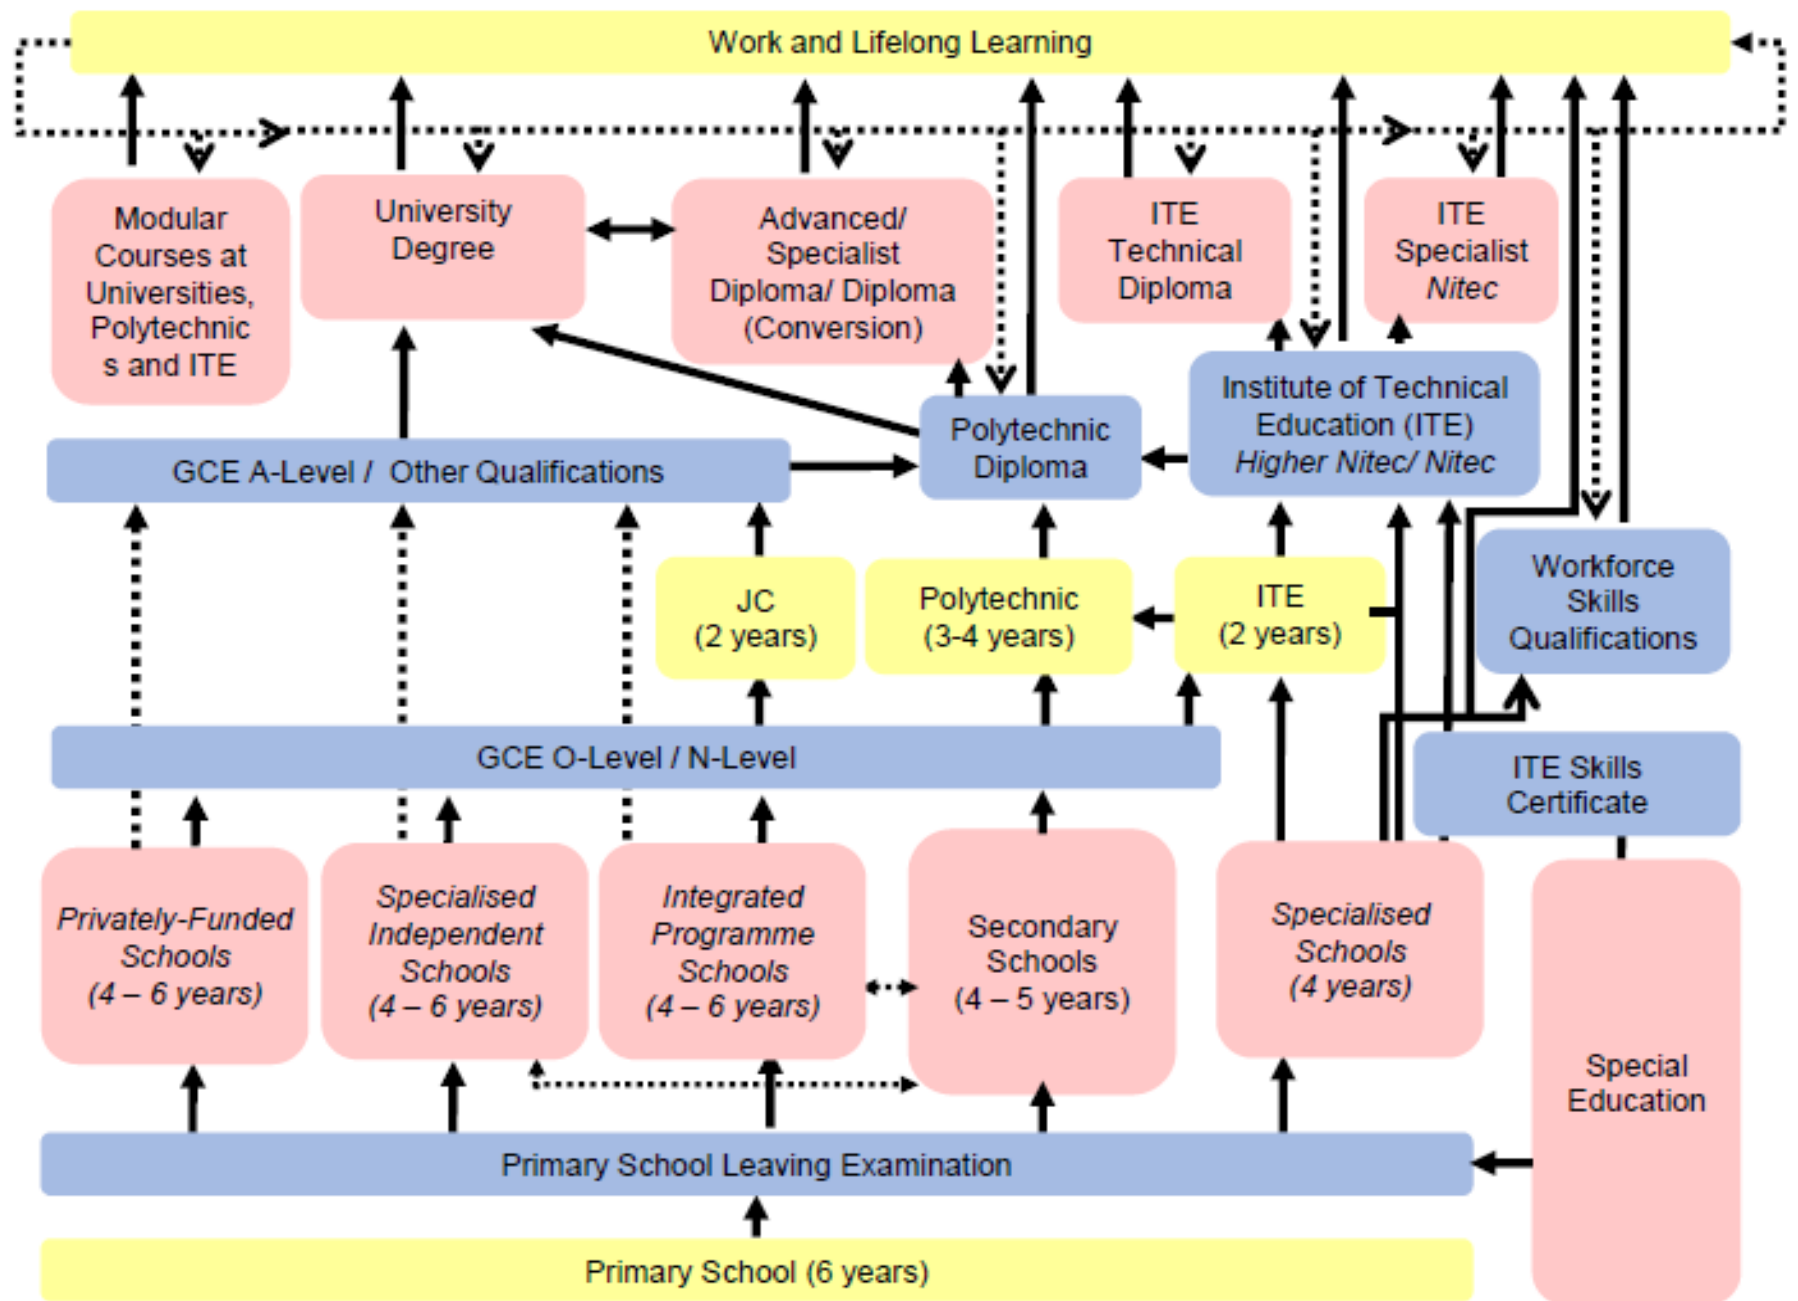 Work and Lifelong Learning
Modular
Courses at
Universities,
Polytechnic
s and ITE
University
Degree
Advanced/
Specialist
Diploma/ Diploma
(Conversion)
ITE
Technical
Diploma
ITE
Specialist
Nitec
GCE A-Level /  Other Qualifications
Polytechnic
Diploma
Institute of Technical
Education (ITE)
Higher Nitec/ Nitec
JC
(2 years)
Polytechnic
(3-4 years)
ITE
(2 years)
Workforce
Skills
Qualifications
GCE O-Level / N-Level
ITE Skills
Certificate
Privately-Funded
Schools
(4 – 6 years)
Specialised
Independent
Schools
(4 – 6 years)
Integrated
Programme
Schools
(4 – 6 years)
Secondary
Schools
(4 – 5 years)
Specialised
Schools
(4 years)
Special
Education
Primary School Leaving Examination
Primary School (6 years)